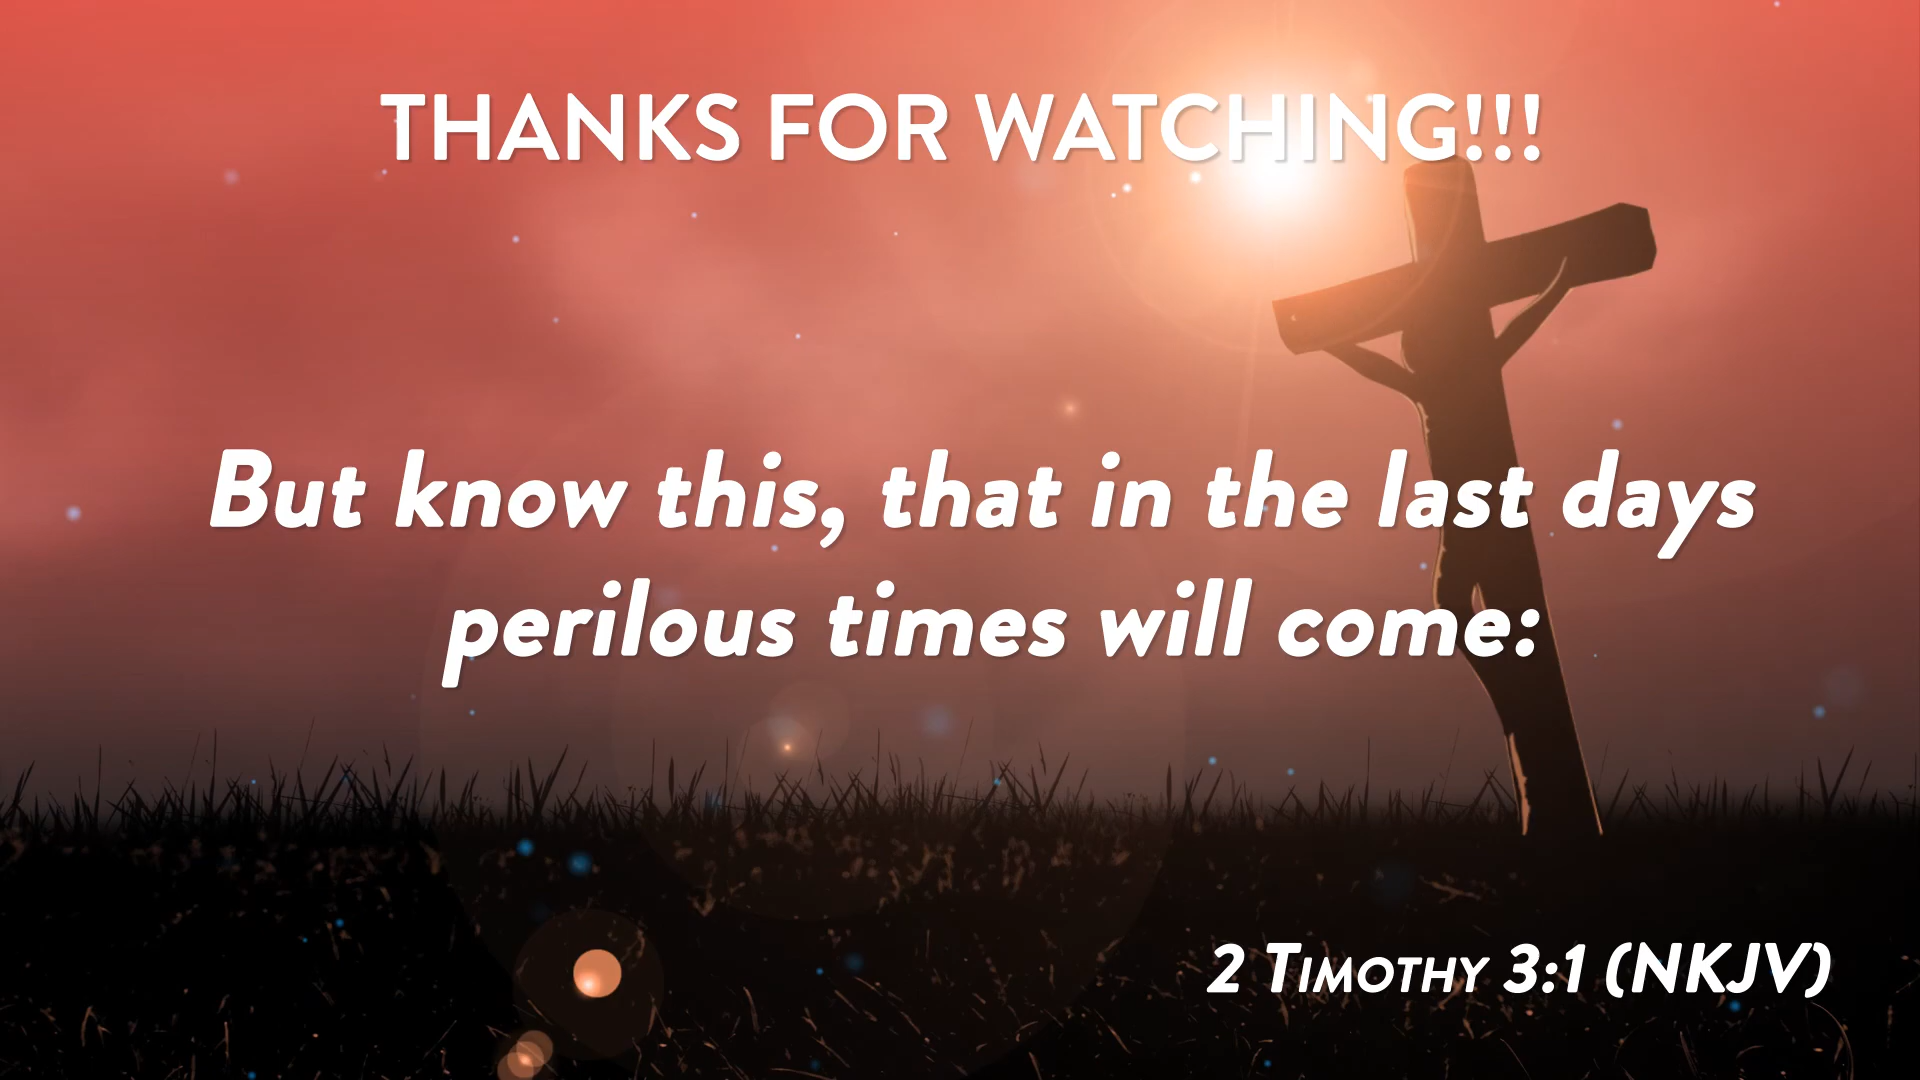 THANKS FOR WATCHING!!!
But know this, that in the last days
perilous times will come:
2 Timothy 3:1 (NKJV)